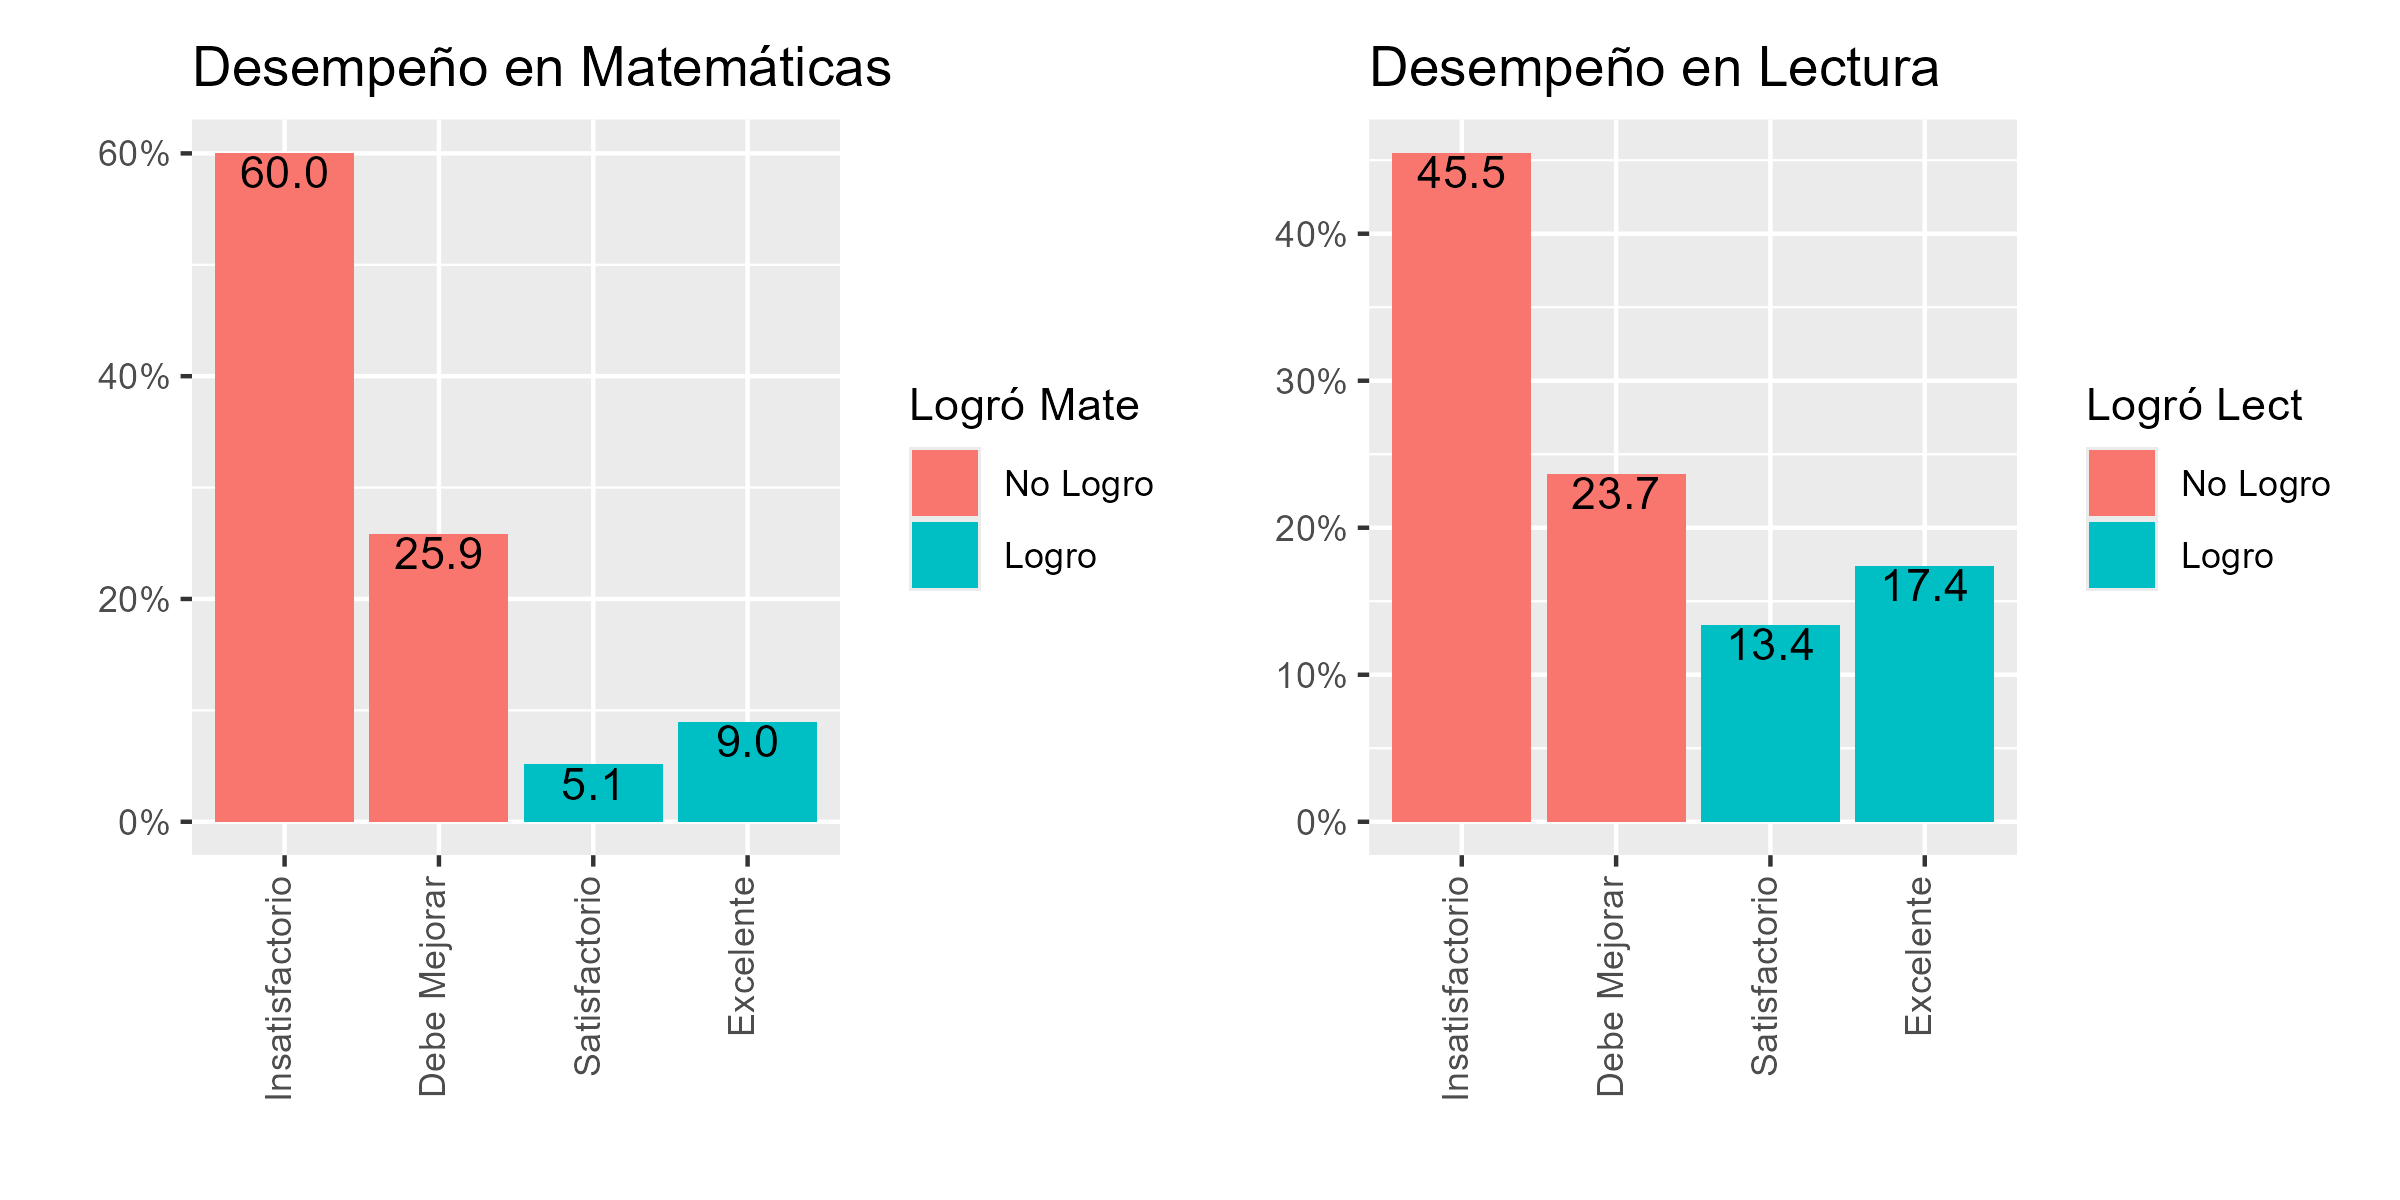 Desempeño en Matemáticas
60%
40%
20%
0%
60.0
25.9
5.1
9.0
Insatisfactorio
Debe Mejorar
Satisfactorio
Excelente
Logró Mate
No Logro
Logro
Desempeño en Lectura
40%
30%
20%
10%
0%
45.5
23.7
13.4
17.4
Insatisfactorio
Debe Mejorar
Satisfactorio
Excelente
Logró Lect
No Logro
Logro